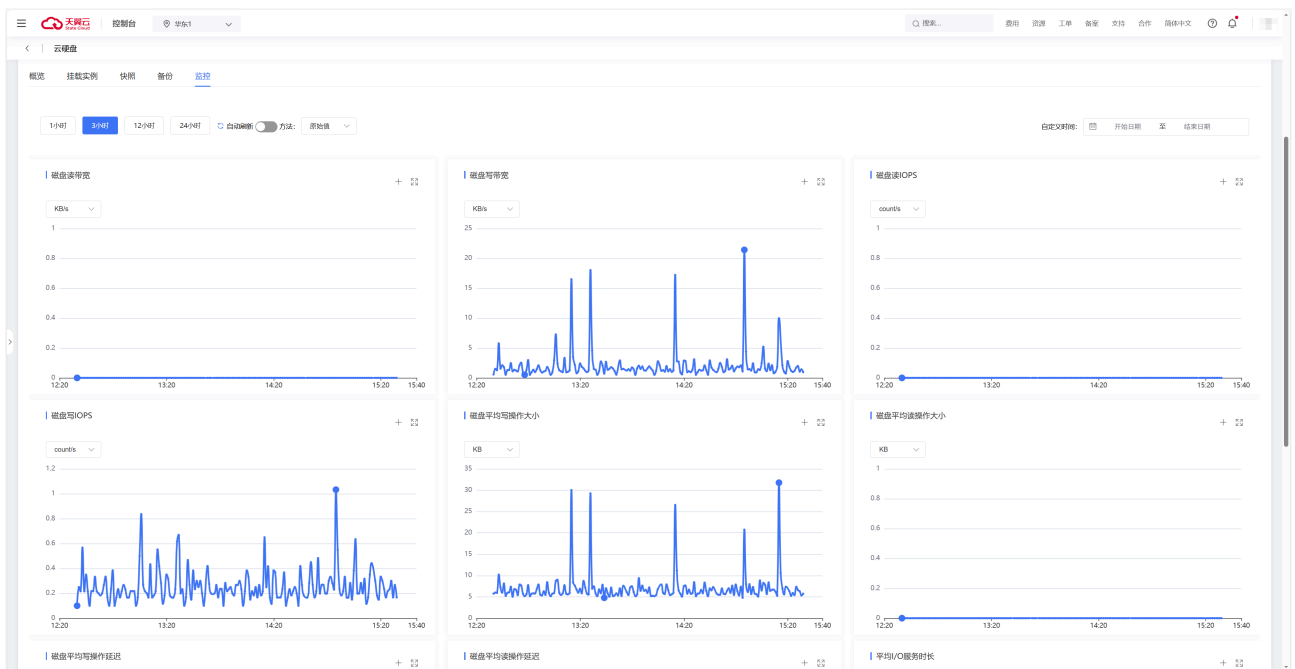 天翼云 State Cloud 控制台 华东1 搜索... 费用 资源 工单 备案 支持 合作 简体中文
云硬盘
概览 挂载实例 快照 备份 监控
1小时 3小时 12小时 24小时 自动刷新 方法: 原始值 自定义时间: 开始日期 至 结束日期
磁盘读带宽
KB/s
1
0.8
0.6
0.4
0.2
0
12:20 13:20 14:20 15:20 15:40
磁盘写带宽
KB/s
25
20
15
10
5
0
12:20 13:20 14:20 15:20 15:40
磁盘读IOPS
count/s
1
0.8
0.6
0.4
0.2
0
12:20 13:20 14:20 15:20 15:40
磁盘写IOPS
count/s
1.2
1
0.8
0.6
0.4
0.2
0
12:20 13:20 14:20 15:20 15:40
磁盘平均写操作大小
KB
35
30
25
20
15
10
5
0
12:20 13:20 14:20 15:20 15:40
磁盘平均读操作大小
KB
1
0.8
0.6
0.4
0.2
0
12:20 13:20 14:20 15:20 15:40
磁盘平均写操作延迟
磁盘平均读操作延迟
平均I/O服务时长